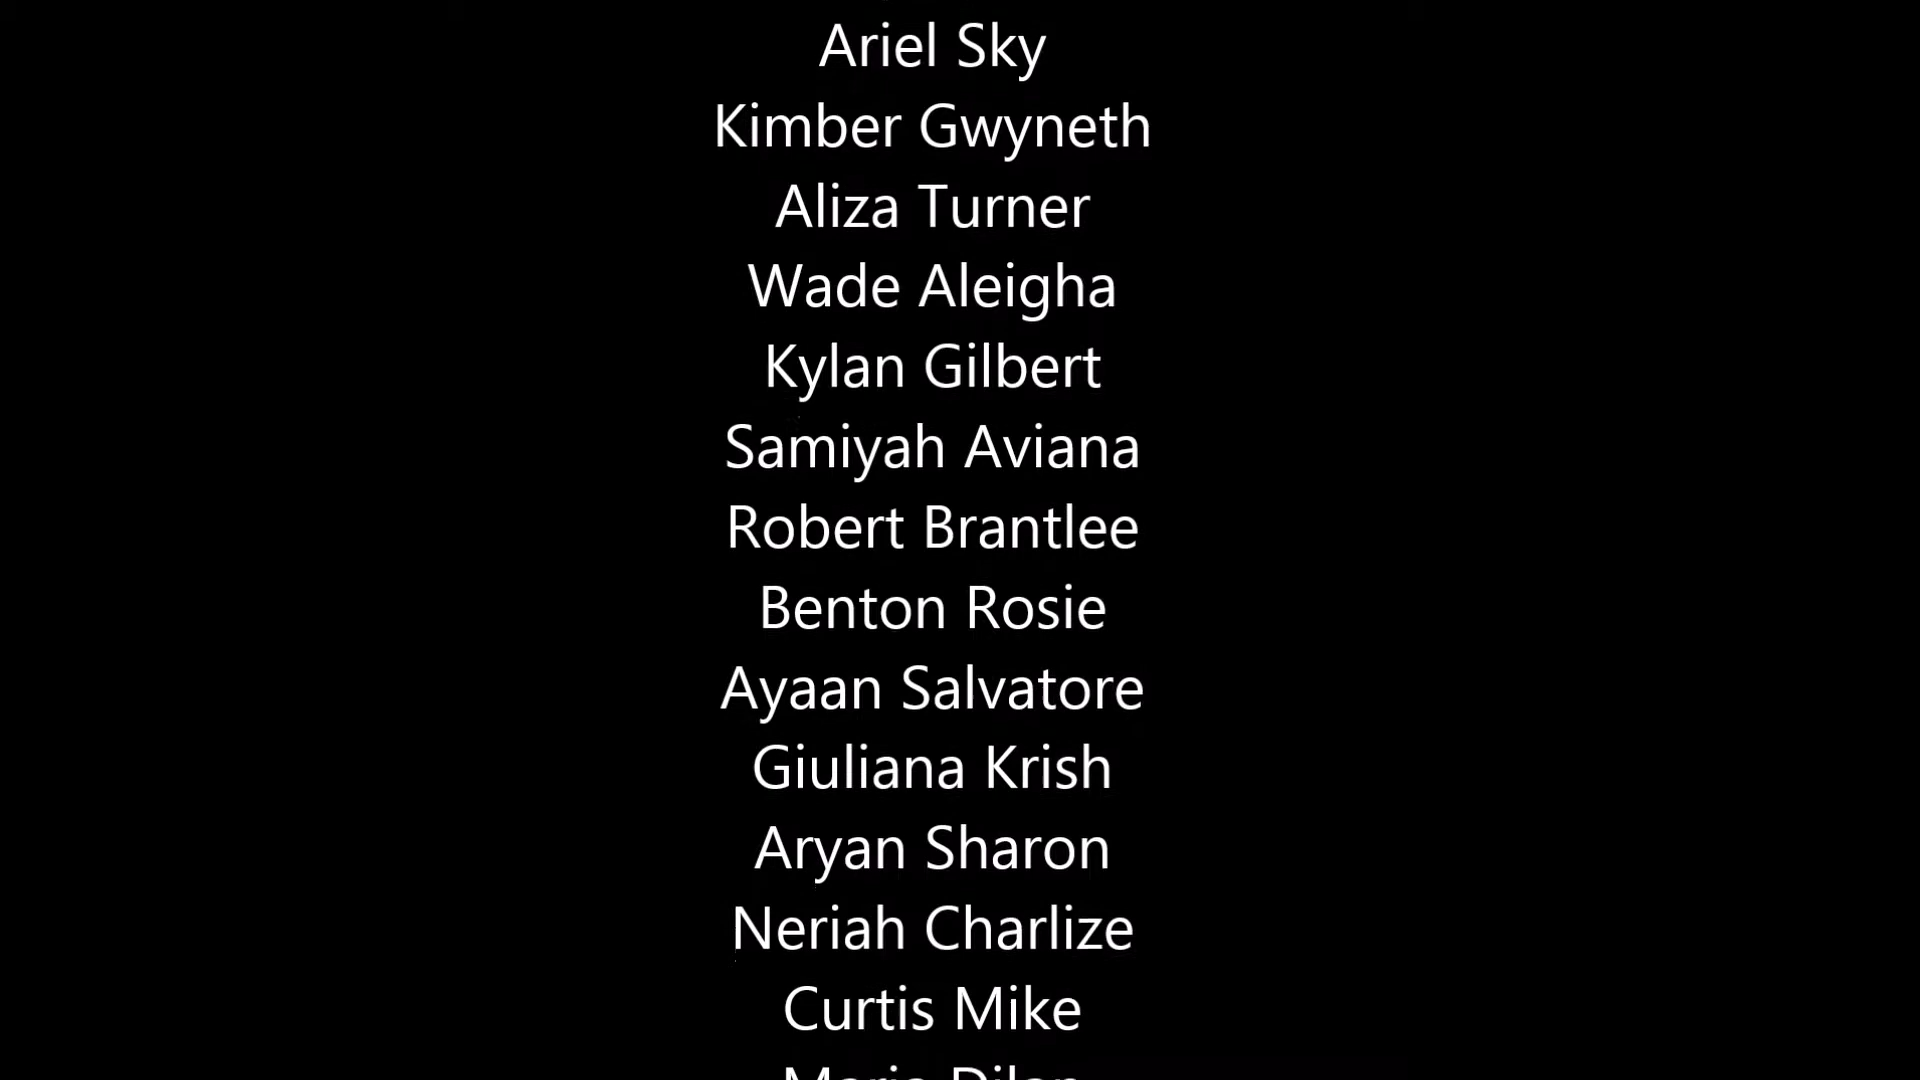 Ariel Sky
Kimber Gwyneth
Aliza Turner
Wade Aleigha
Kylan Gilbert
Samiyah Aviana
Robert Brantlee
Benton Rosie
Ayaan Salvatore
Giuliana Krish
Aryan Sharon
Neriah Charlize
Curtis Mike